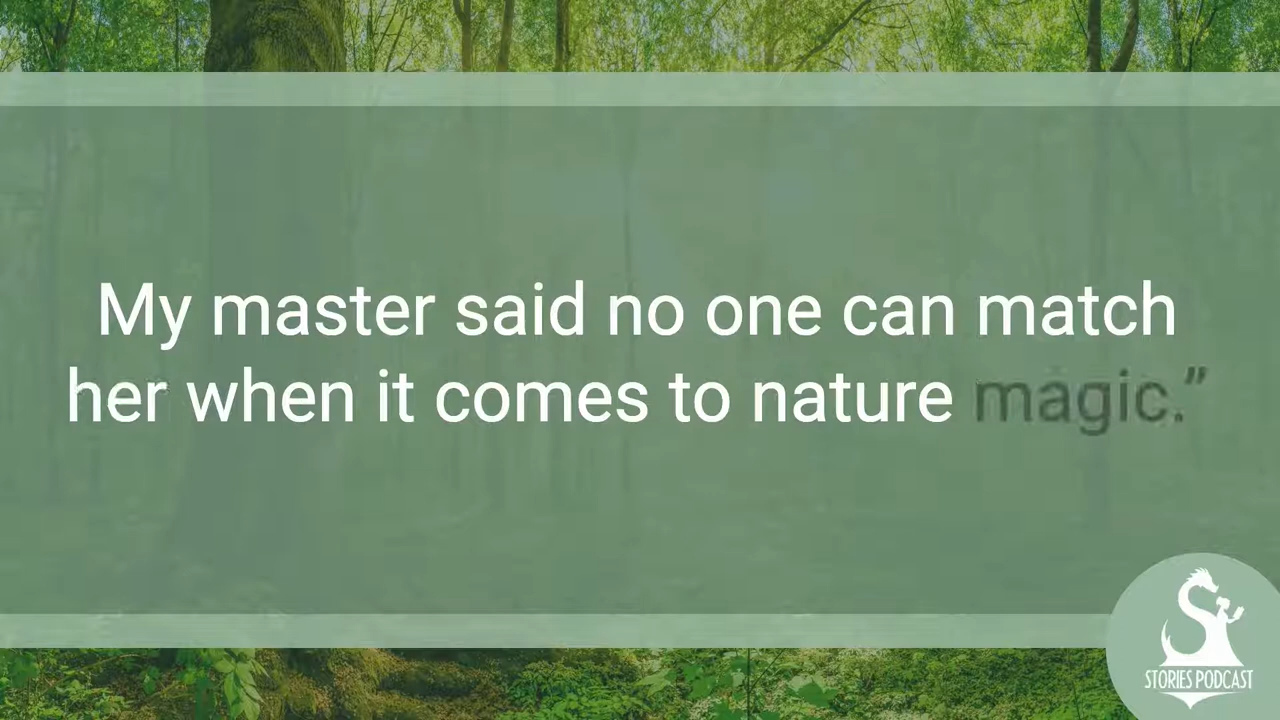 My master said no one can match
her when it comes to nature magic.”
STORIES PODCAST